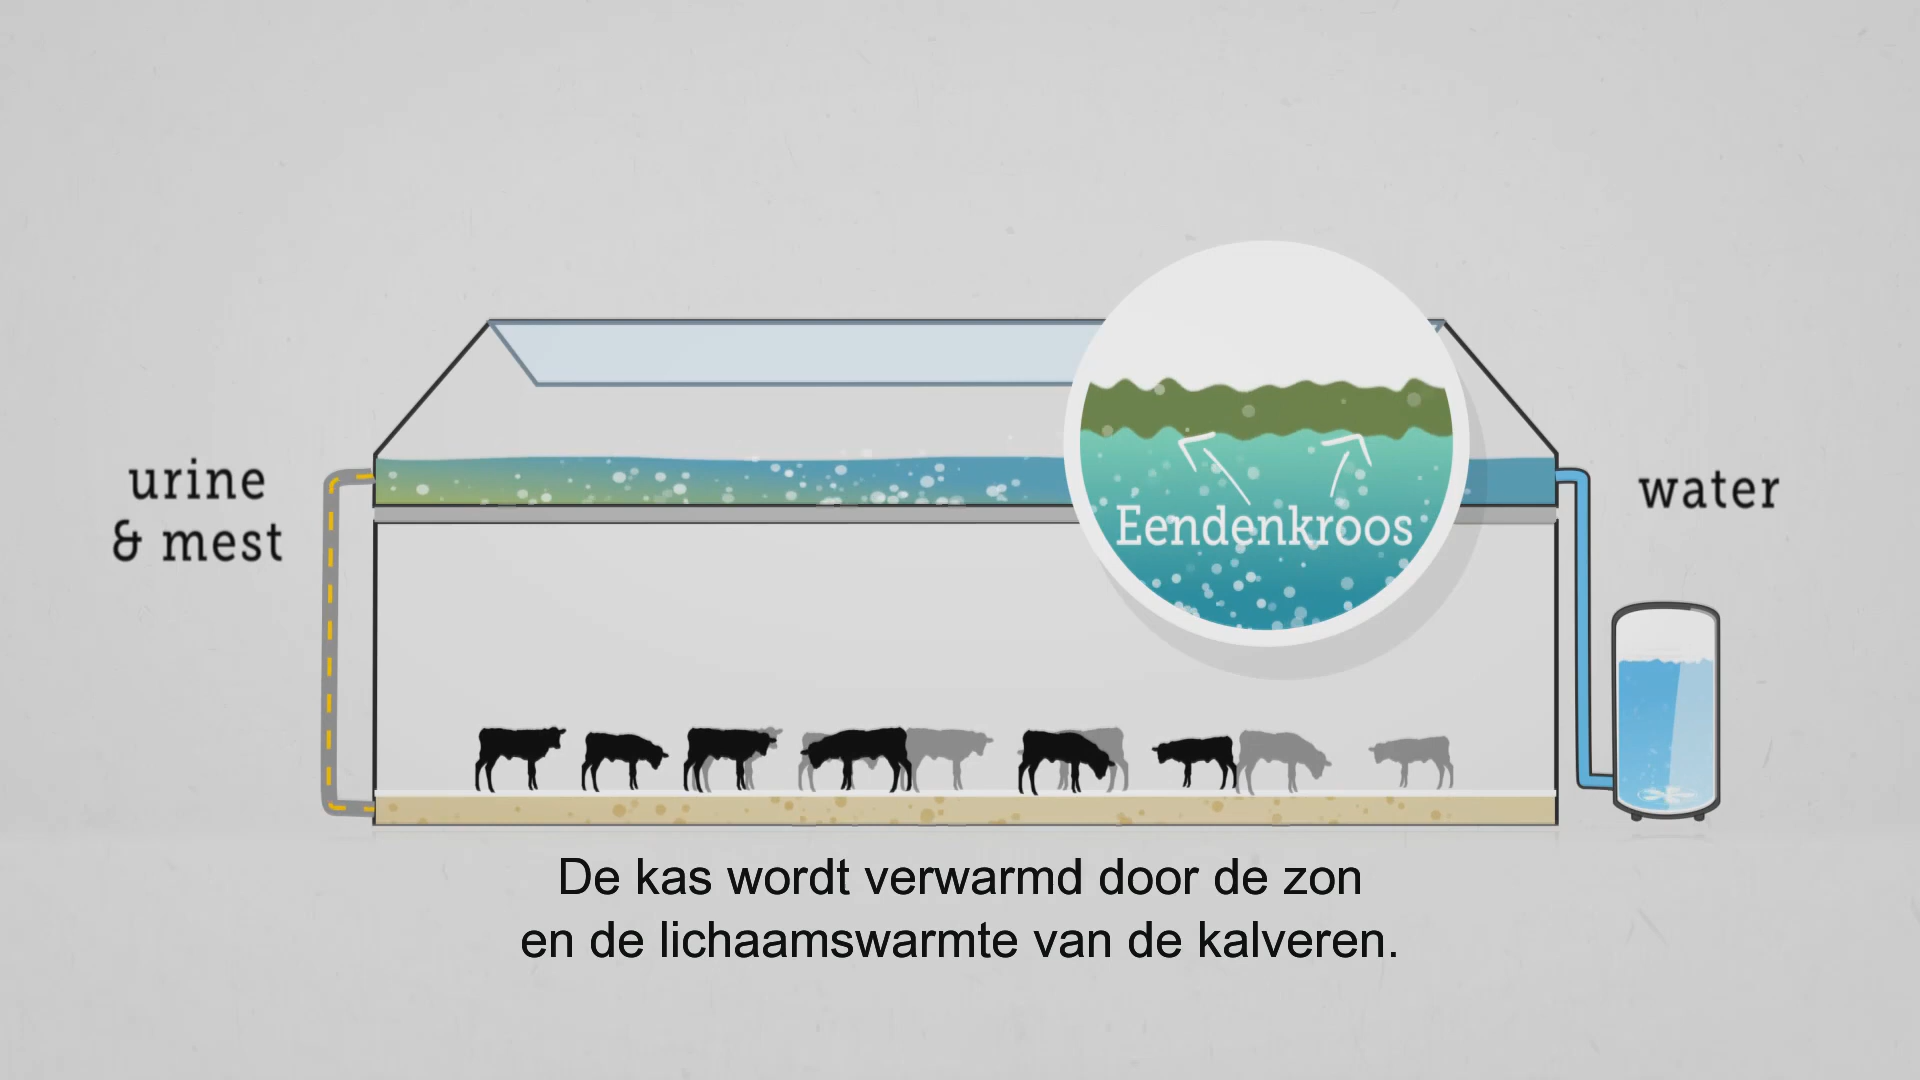 urine
& mest
water
Eendenkroos
De kas wordt verwarmd door de zon
en de lichaamswarmte van de kalveren.